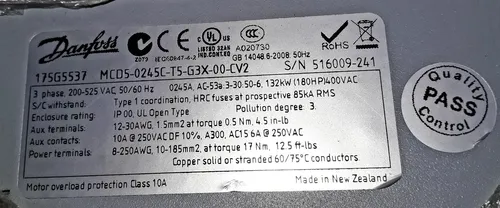 Danfoss
Z079
IEC60947-4-2
C UL US
LISTED 32AN
IND.CONT.EQ
CCC
A020730
GB 14048.6-2008: 50Hz
RoHS
175G5537 MCD5-0245C-T5-G3X-00-CV2 S/N 516009-241
3 phase, 200-525 VAC 50/60 Hz 0245A, AC-53a:3-30:50-6, 132kW (180HP)400VAC
S/C withstand: Type 1 coordination, HRC fuses at prospective 85kA RMS
Enclosure rating: IP 00, UL Open Type Pollution degree: 3.
Aux. terminals: 12-30AWG, 1.5mm2 at torque 0.5 Nm, 4.5 in-lb
Aux. contacts: 10A @ 250VAC DF 10%, A300, AC15 6A @ 250VAC
Power terminals: 8-250AWG, 10-185mm2, at torque 17 Nm, 12.5 ft-lbs
Copper solid or stranded 60/75°C conductors
Motor overload protection Class 10A
Made in New Zealand
Quality
PASS
Control